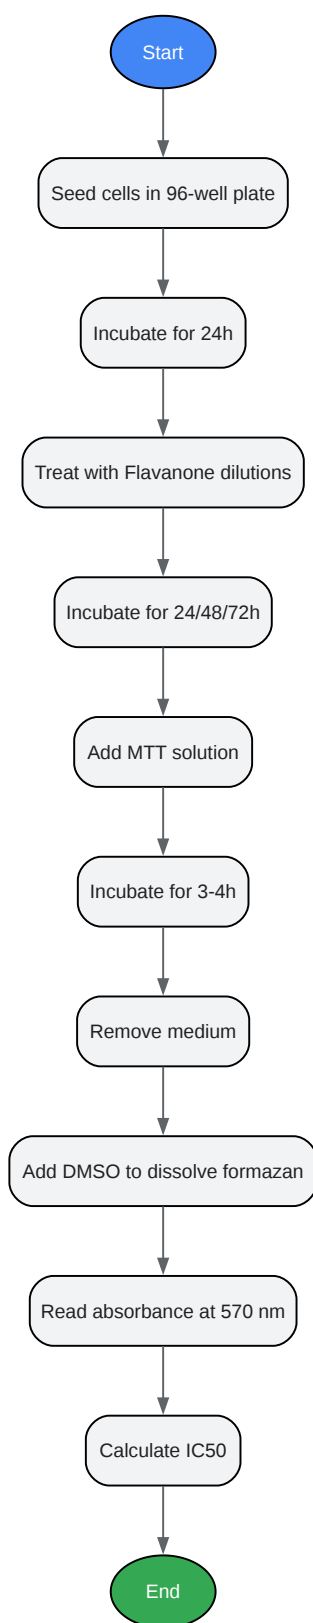 Start
Seed cells in 96-well plate
Incubate for 24h
Treat with Flavanone dilutions
Incubate for 24/48/72h
Add MTT solution
Incubate for 3-4h
Remove medium
Add DMSO to dissolve formazan
Read absorbance at 570 nm
Calculate IC50
End